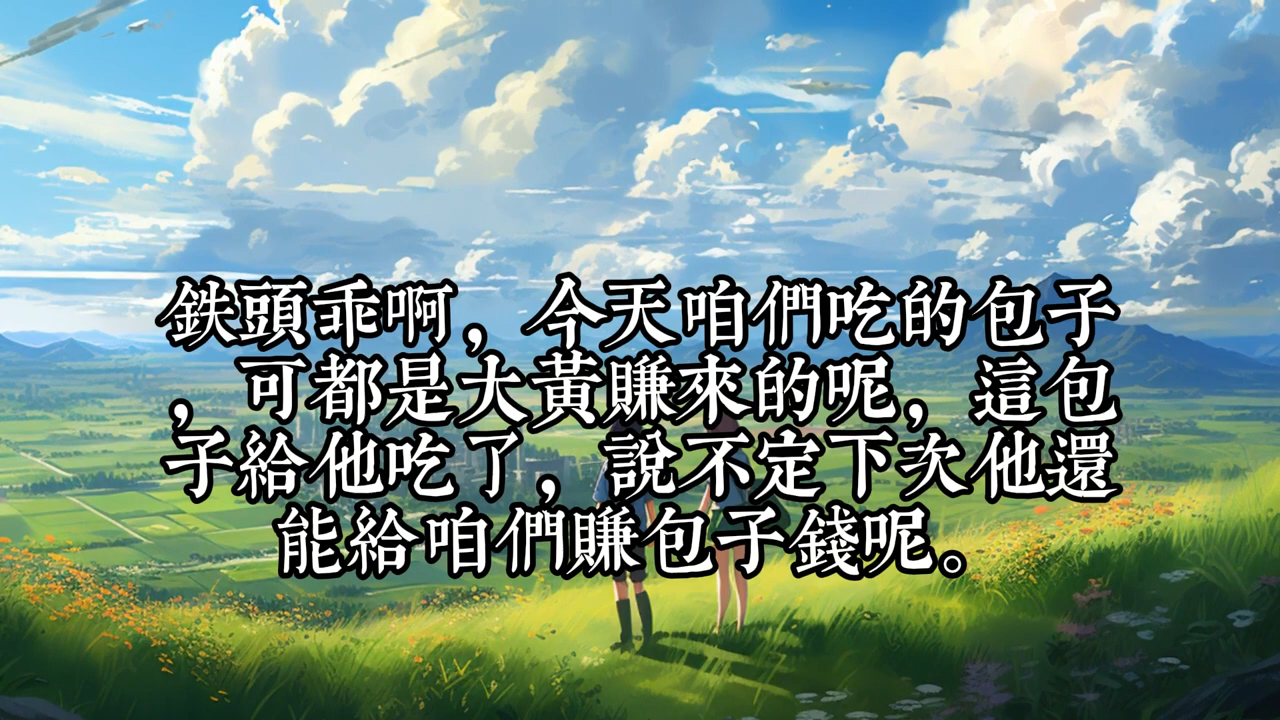 鉄頭乖啊，今天咱們吃的包子
，可都是大黃賺來的呢，這包
子給他吃了，說不定下次他還
能給咱們賺包子錢呢。